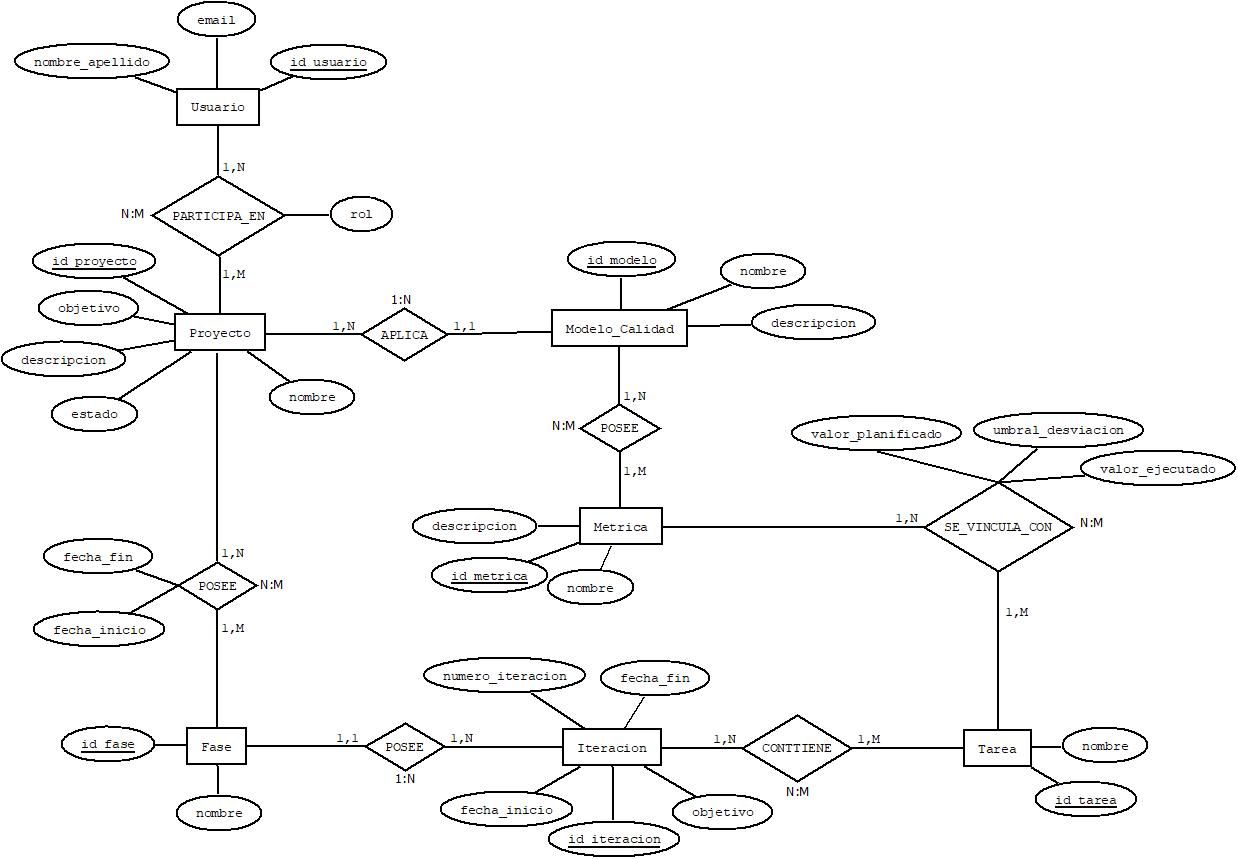 email
nombre_apellido
id_usuario
Usuario
1,N
N:M
PARTICIPA_EN
rol
1,M
id_proyecto
objetivo
descripcion
estado
Proyecto
nombre
1:N
1,N
APLICA
1,1
id_modelo
nombre
Modelo_Calidad
descripcion
1,N
N:M
POSEE
1,M
valor_planificado
umbral_desviacion
valor_ejecutado
descripcion
Metrica
id_metrica
nombre
1,N
SE_VINCULA_CON
N:M
1,M
1,N
fecha_fin
POSEE
N:M
fecha_inicio
1,M
id_fase
Fase
nombre
1,1
POSEE
1,N
1:N
numero_iteracion
fecha_fin
Iteracion
fecha_inicio
objetivo
id_iteracion
1,N
CONTTIENE
1,M
N:M
Tarea
nombre
id_tarea